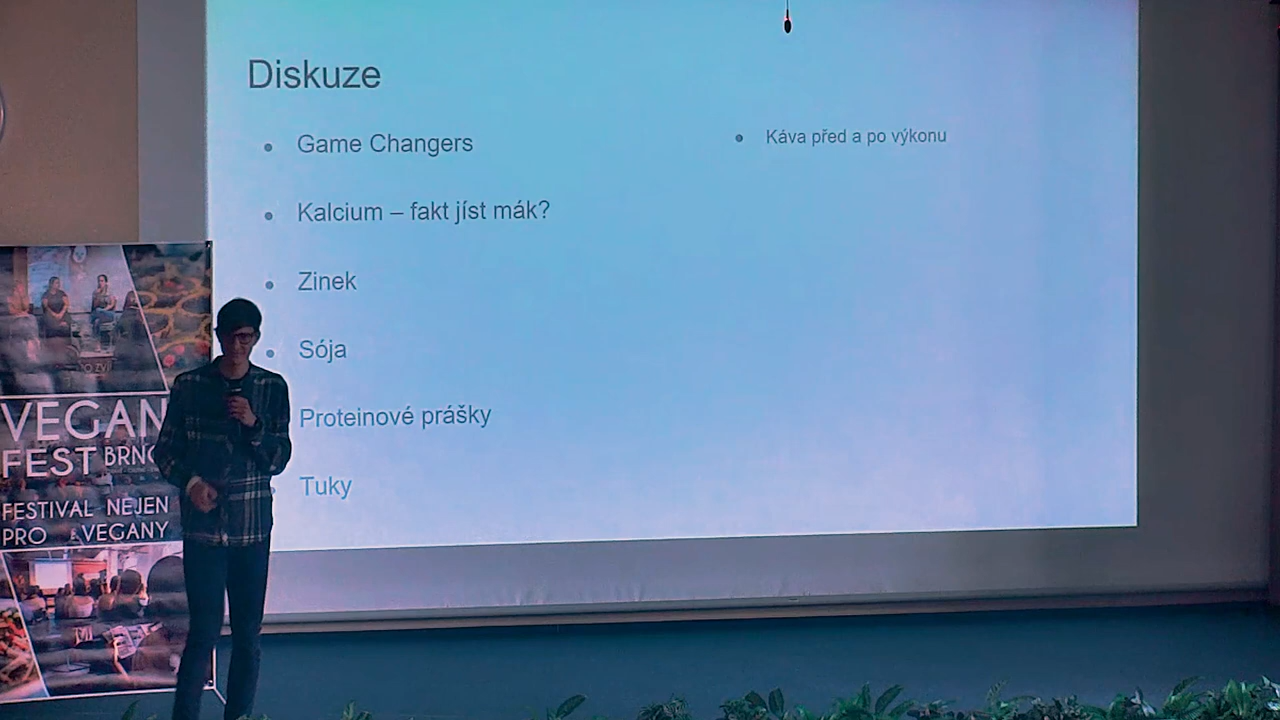 Diskuze
Game Changers
Kalcium – fakt jíst mák?
Zinek
Sója
Proteinové prášky
Tuky
Káva před a po výkonu
VEGAN
FEST BRNO
FESTIVAL NEJEN
PRO VEGANY